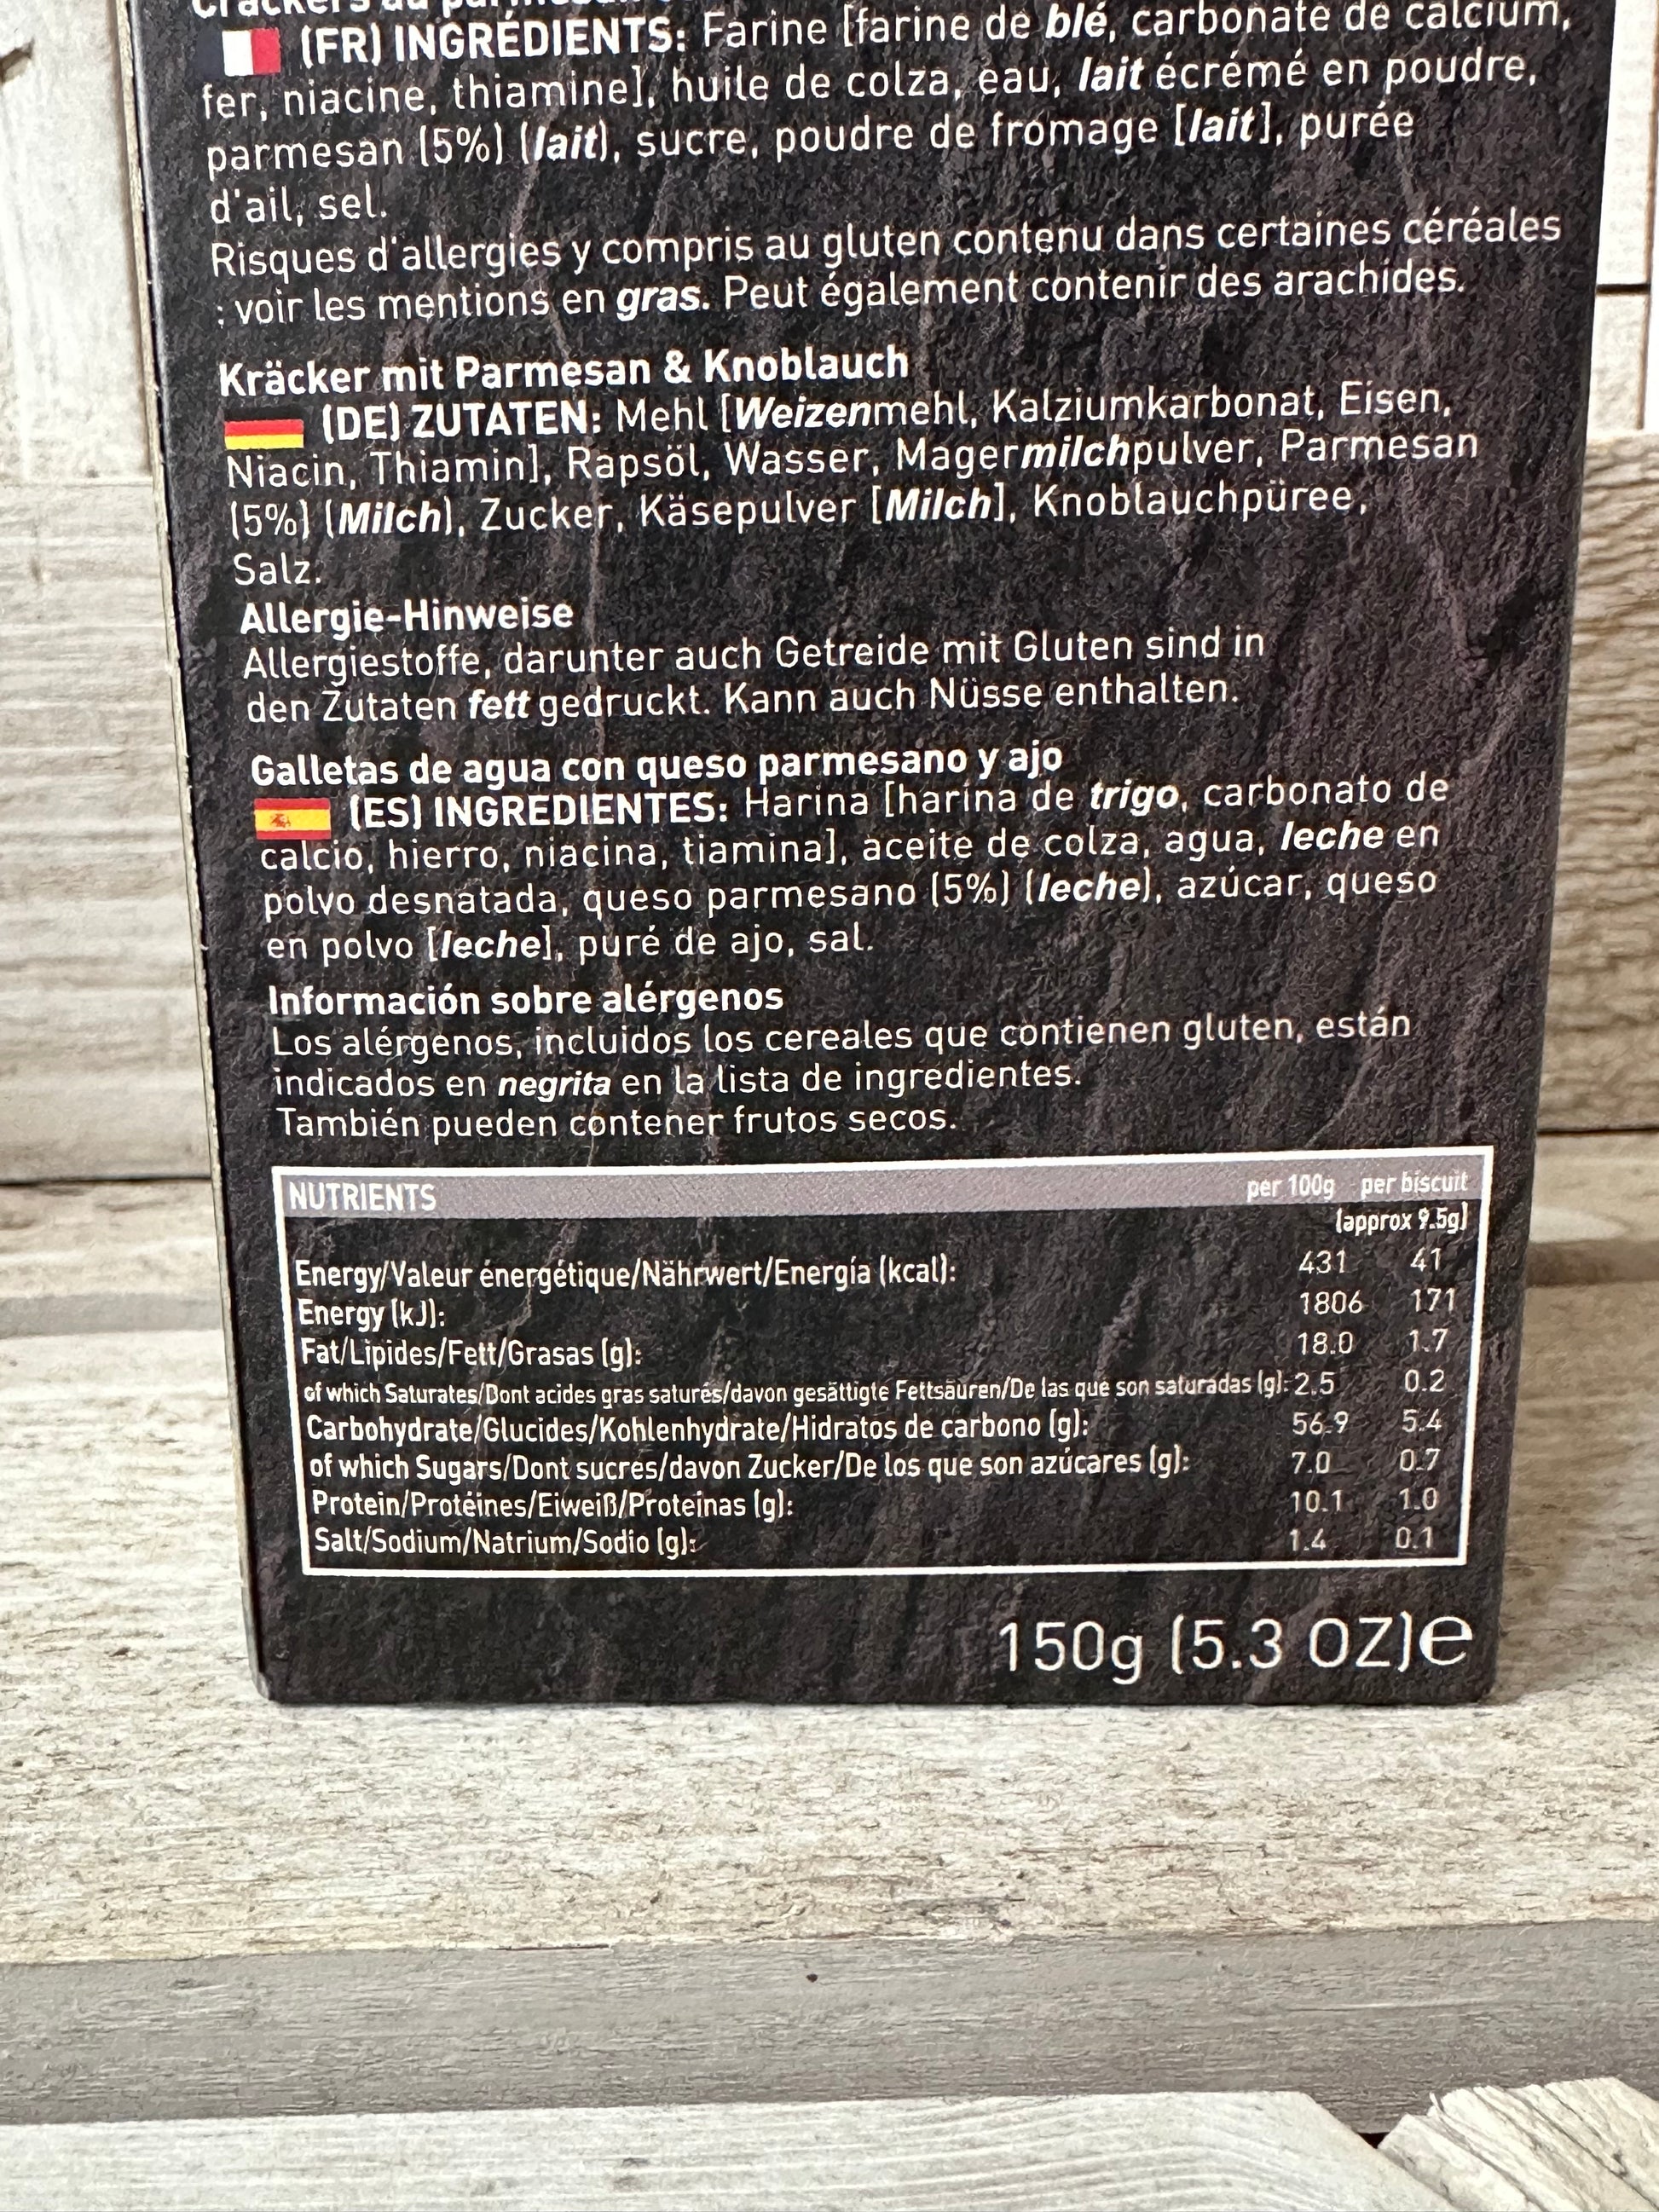 Crackers au parmesan
(FR) INGRÉDIENTS: Farine [farine de blé, carbonate de calcium,
fer, niacine, thiamine], huile de colza, eau, lait écrémé en poudre,
parmesan (5%) (lait), sucre, poudre de fromage [lait], purée
d'ail, sel.
Risques d'allergies y compris au gluten contenu dans certaines céréales
: voir les mentions en gras. Peut également contenir des arachides.
Kräcker mit Parmesan & Knoblauch
(DE) ZUTATEN: Mehl [Weizenmehl, Kalziumkarbonat, Eisen,
Niacin, Thiamin], Rapsöl, Wasser, Magermilchpulver, Parmesan
(5%) (Milch), Zucker, Käsepulver [Milch], Knoblauchpüree,
Salz.
Allergie-Hinweise
Allergiestoffe, darunter auch Getreide mit Gluten sind in
den Zutaten fett gedruckt. Kann auch Nüsse enthalten.
Galletas de agua con queso parmesano y ajo
(ES) INGREDIENTES: Harina [harina de trigo, carbonato de
calcio, hierro, niacina, tiamina], aceite de colza, agua, leche en
polvo desnatada, queso parmesano (5%) (leche), azúcar, queso
en polvo [leche], puré de ajo, sal.
Información sobre alérgenos
Los alérgenos, incluidos los cereales que contienen gluten, están
indicados en negrita en la lista de ingredientes.
También pueden contener frutos secos.
NUTRIENTS per 100g per biscuit
(approx 9.5g)
Energy/Valeur énergétique/Nährwert/Energía (kcal): 431 41
Energy (kJ): 1806 171
Fat/Lipides/Fett/Grasas (g): 18.0 1.7
of which Saturates/Dont acides gras saturés/davon gesättigte Fettsäuren/De las que son saturadas (g): 2.5 0.2
Carbohydrate/Glucides/Kohlenhydrate/Hidratos de carbono (g): 56.9 5.4
of which Sugars/Dont sucres/davon Zucker/De los que son azúcares (g): 7.0 0.7
Protein/Protéines/Eiweiß/Proteínas (g): 10.1 1.0
Salt/Sodium/Natrium/Sodio (g): 1.4 0.1
150g (5.3 OZ)e